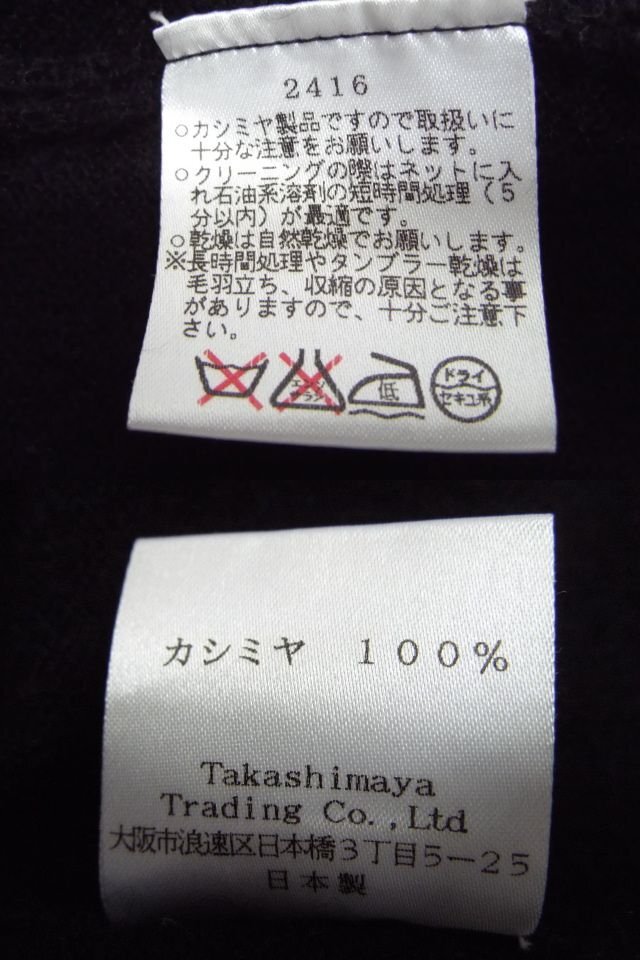 2416
○カシミヤ製品ですので取扱いに
十分な注意をお願いします。
○クリーニングの際はネットに入
れ石油系溶剤の短時間処理(5
分以内)が最適です。
○乾燥は自然乾燥でお願いします。
※長時間処理やタンブラー乾燥は
毛羽立ち、収縮の原因となる事
がありますので、十分ご注意下
さい。
エンソ
サラシ
低
ドライ
セキユ系
カシミヤ 100%
Takashimaya
Trading Co.,Ltd
大阪市浪速区日本橋3丁目5-25
日本製